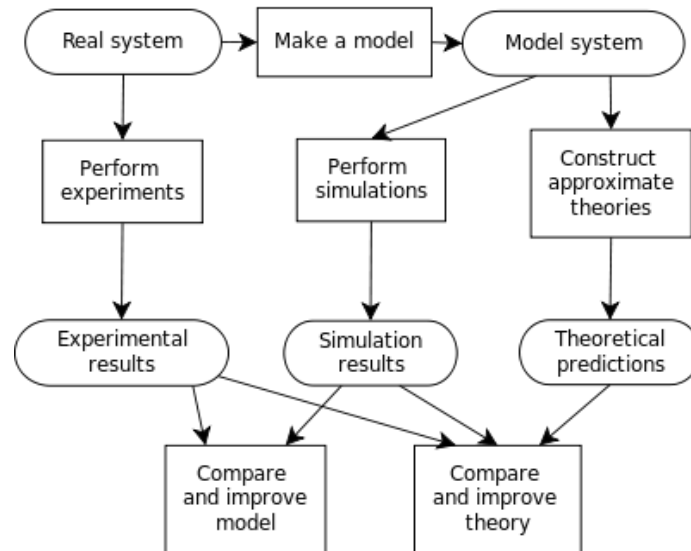 Real system
Make a model
Model system
Perform
experiments
Perform
simulations
Construct
approximate
theories
Experimental
results
Simulation
results
Theoretical
predictions
Compare
and improve
model
Compare
and improve
theory